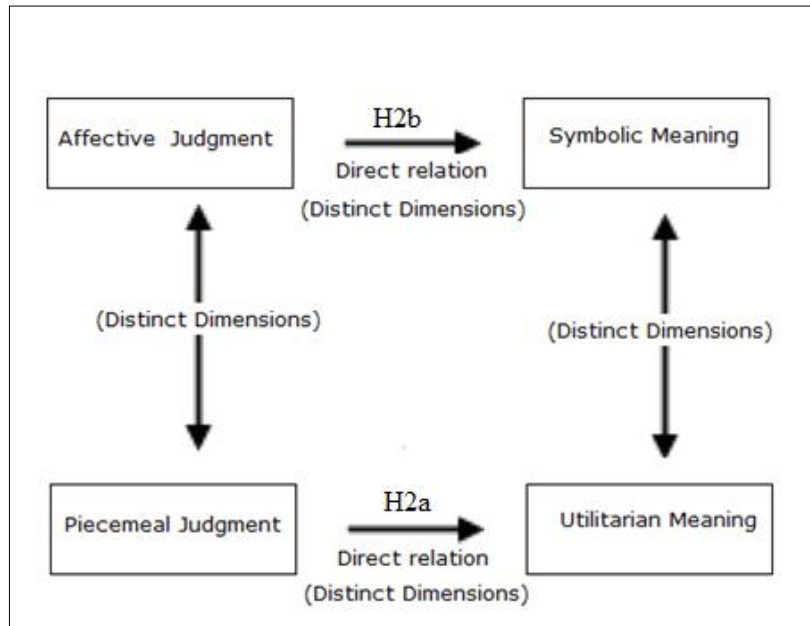 H2b
Affective Judgment
Symbolic Meaning
Direct relation
(Distinct Dimensions)
(Distinct Dimensions)
(Distinct Dimensions)
H2a
Piecemeal Judgment
Utilitarian Meaning
Direct relation
(Distinct Dimensions)